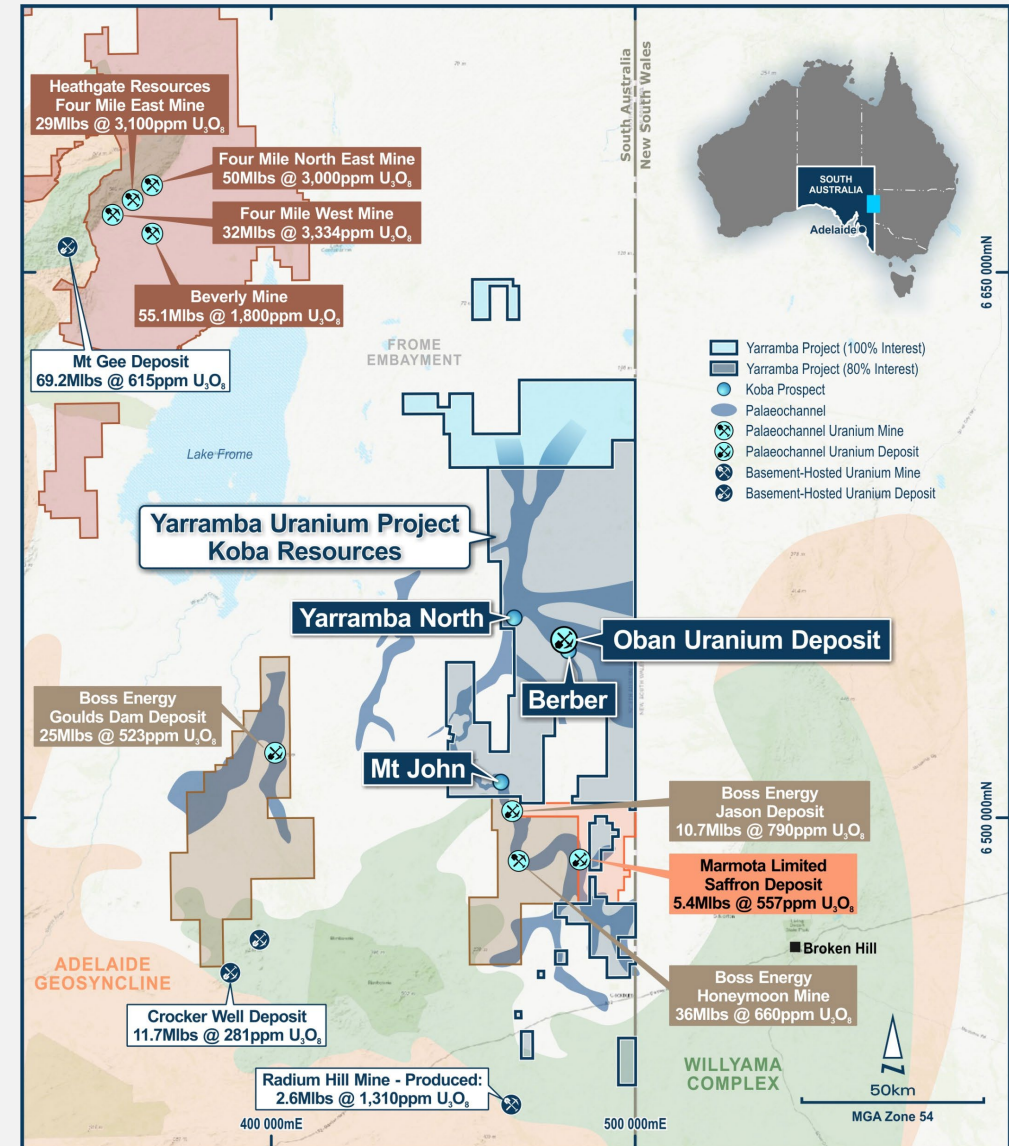 Heathgate Resources
Four Mile East Mine
29Mlbs @ 3,100ppm U₃O₈
Four Mile North East Mine
50Mlbs @ 3,000ppm U₃O₈
Four Mile West Mine
32Mlbs @ 3,334ppm U₃O₈
Beverly Mine
55.1Mlbs @ 1,800ppm U₃O₈
Mt Gee Deposit
69.2Mlbs @ 615ppm U₃O₈
South Australia
New South Wales
SOUTH
AUSTRALIA
Adelaide
6 650 000mN
FROME
EMBAYMENT
Lake Frome
Yarramba Project (100% Interest)
Yarramba Project (80% Interest)
Koba Prospect
Palaeochannel
Palaeochannel Uranium Mine
Palaeochannel Uranium Deposit
Basement-Hosted Uranium Mine
Basement-Hosted Uranium Deposit
Yarramba Uranium Project
Koba Resources
Yarramba North
Oban Uranium Deposit
Berber
Mt John
Boss Energy
Goulds Dam Deposit
25Mlbs @ 523ppm U₃O₈
Boss Energy
Jason Deposit
10.7Mlbs @ 790ppm U₃O₈
6 500 000mN
Marmota Limited
Saffron Deposit
5.4Mlbs @ 557ppm U₃O₈
Broken Hill
Boss Energy
Honeymoon Mine
36Mlbs @ 660ppm U₃O₈
ADELAIDE
GEOSYNCLINE
Crocker Well Deposit
11.7Mlbs @ 281ppm U₃O₈
WILLYAMA
COMPLEX
Radium Hill Mine - Produced:
2.6Mlbs @ 1,310ppm U₃O₈
400 000mE
500 000mE
N
50km
MGA Zone 54